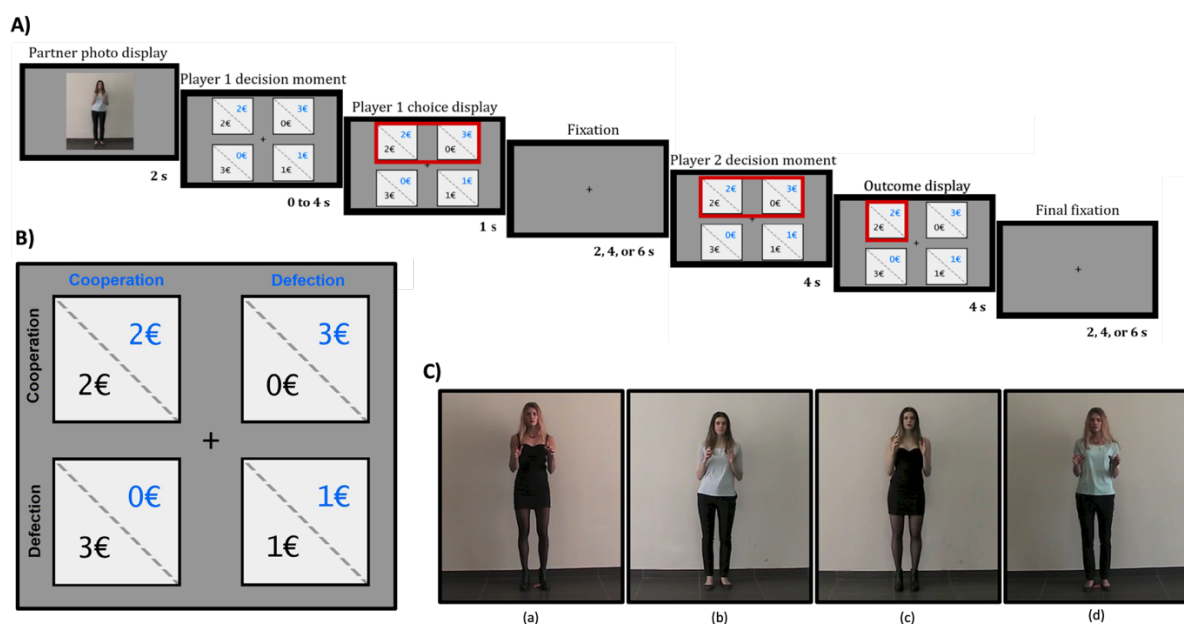 A)
Partner photo display
2 s
Player 1 decision moment
2€ 3€
2€ 0€
+
0€ 1€
3€ 1€
0 to 4 s
Player 1 choice display
2€ 3€
2€ 0€
+
0€ 1€
3€ 1€
1 s
Fixation
+
2, 4, or 6 s
Player 2 decision moment
2€ 3€
2€ 0€
+
0€ 1€
3€ 1€
4 s
Outcome display
2€ 3€
2€ 0€
+
0€ 1€
3€ 1€
4 s
Final fixation
+
2, 4, or 6 s
B)
Cooperation Defection
Cooperation
2€ 3€
2€ 0€
+
Defection
0€ 1€
3€ 1€
C)
(a) (b) (c) (d)